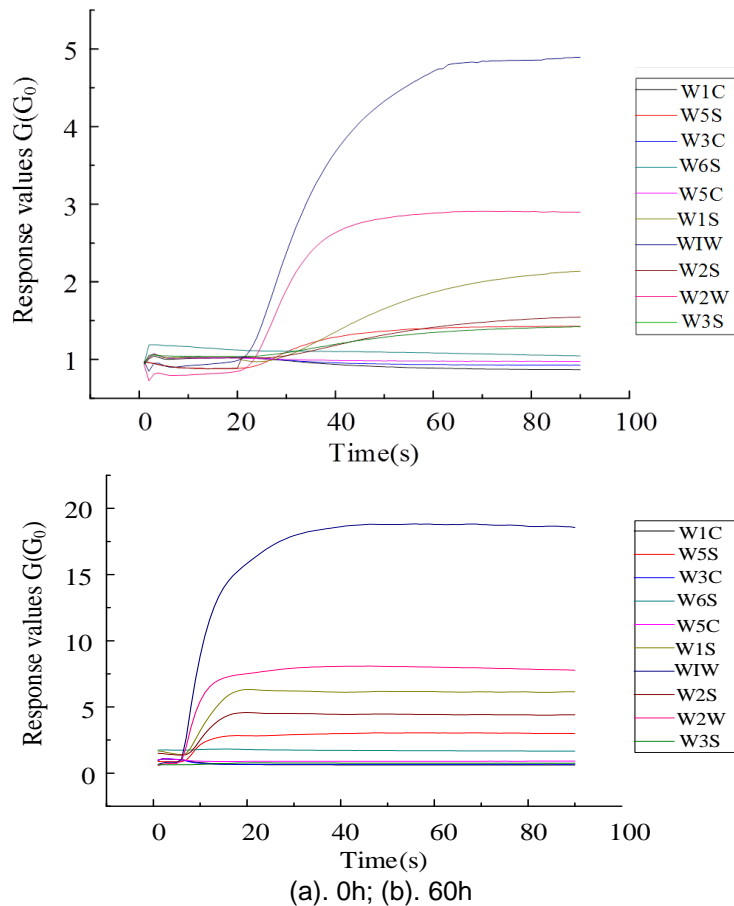 5
4
3
2
1
Response values G(G0)
0 20 40 60 80 100
Time(s)
W1C
W5S
W3C
W6S
W5C
W1S
WIW
W2S
W2W
W3S
20
15
10
5
0
Response values G(G0)
0 20 40 60 80 100
Time(s)
W1C
W5S
W3C
W6S
W5C
W1S
WIW
W2S
W2W
W3S
(a). 0h; (b). 60h